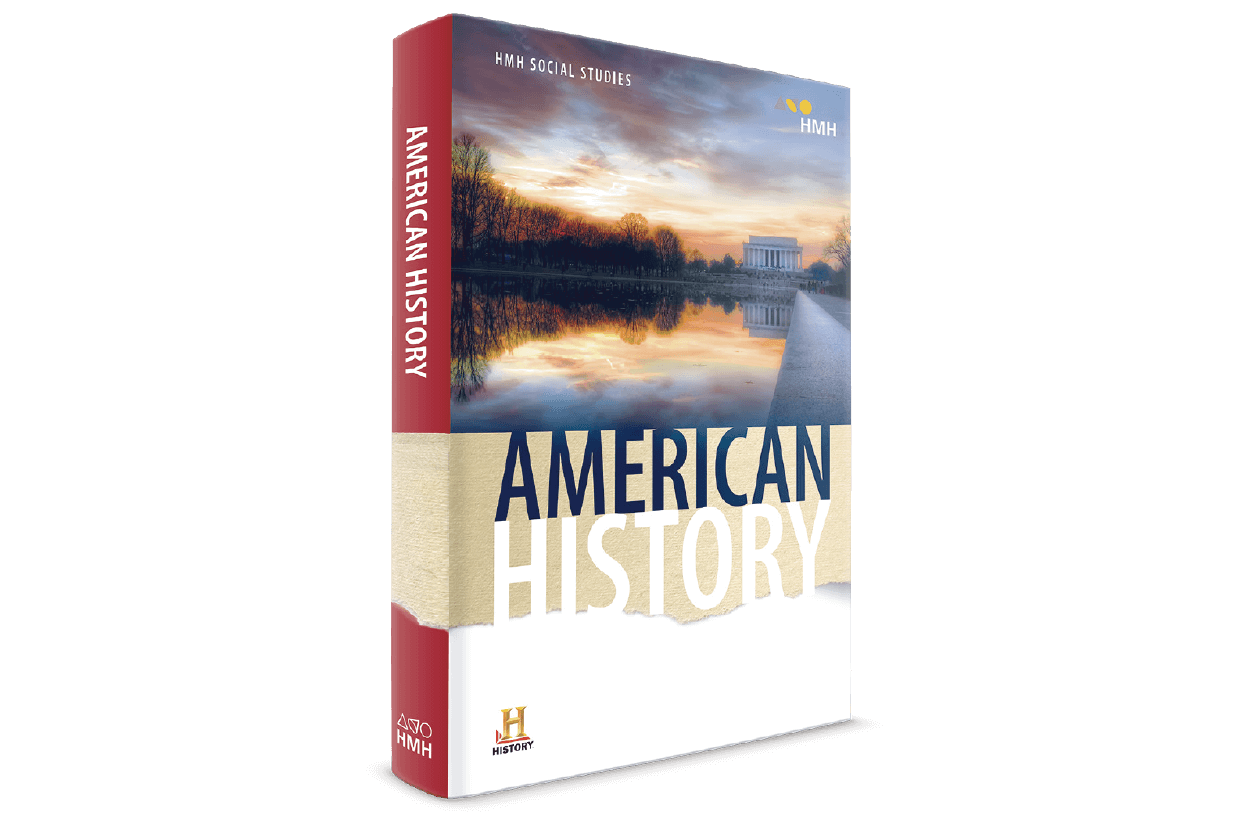 HMH SOCIAL STUDIES
HMH
AMERICAN HISTORY
AMERICAN
HISTORY
HMH
HISTORY